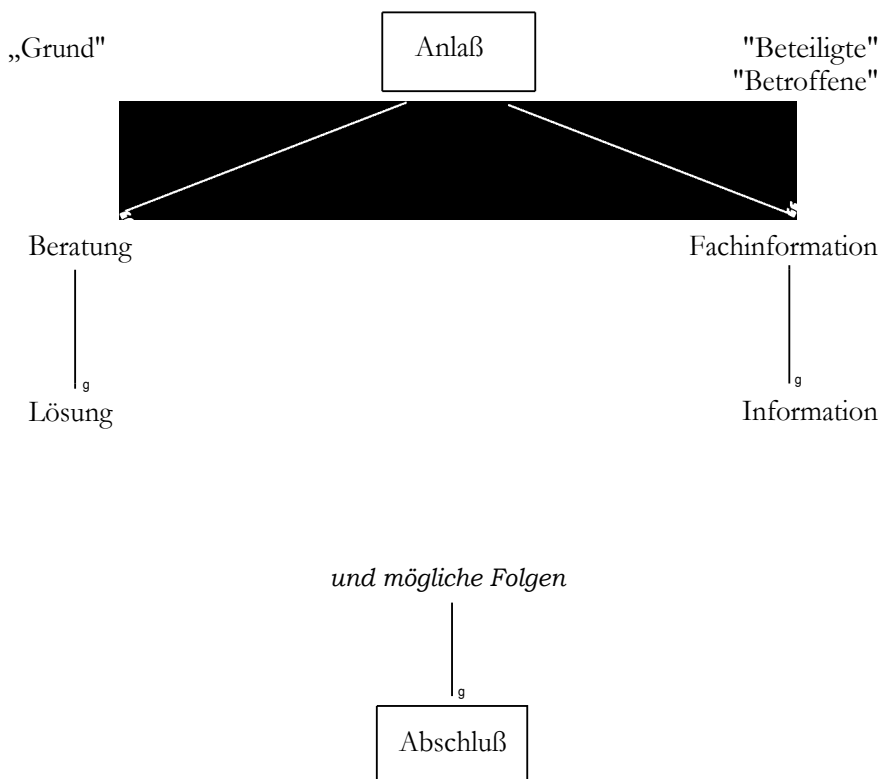 „Grund"
Anlaß
"Beteiligte"
"Betroffene"
Beratung
Fachinformation
g
g
Lösung
Information
und mögliche Folgen
g
Abschluß